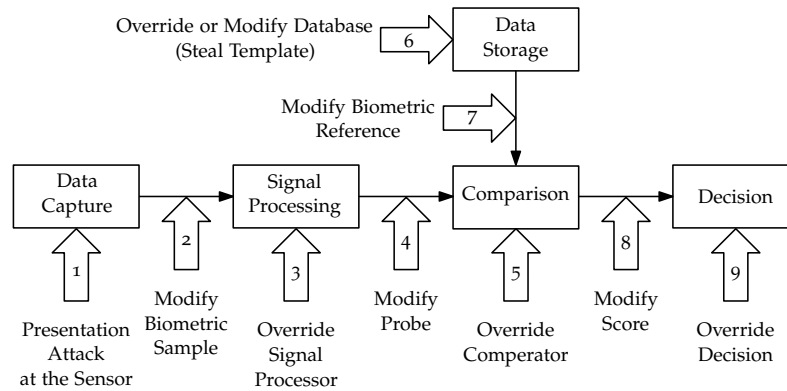 Override or Modify Database
(Steal Template)
6
Data
Storage
Modify Biometric
Reference
7
Data
Capture
Signal
Processing
Comparison
Decision
1
2
3
4
5
8
9
Presentation
Attack
at the Sensor
Modify
Biometric
Sample
Override
Signal
Processor
Modify
Probe
Override
Comperator
Modify
Score
Override
Decision